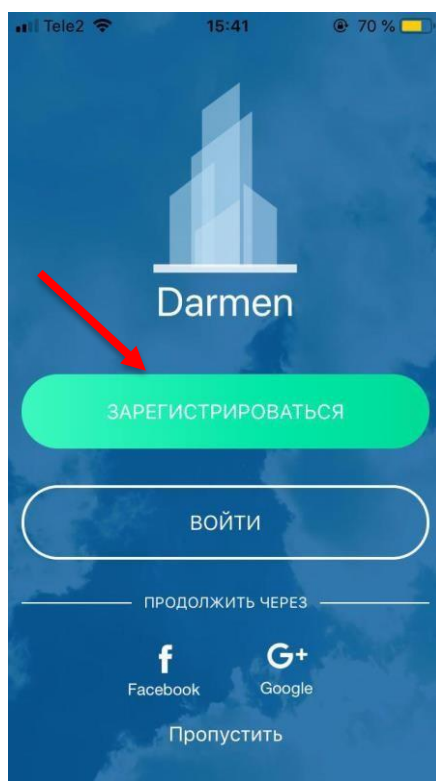 Tele2 15:41 70 %
Darmen
ЗАРЕГИСТРИРОВАТЬСЯ
ВОЙТИ
ПРОДОЛЖИТЬ ЧЕРЕЗ
f G+
Facebook Google
Пропустить